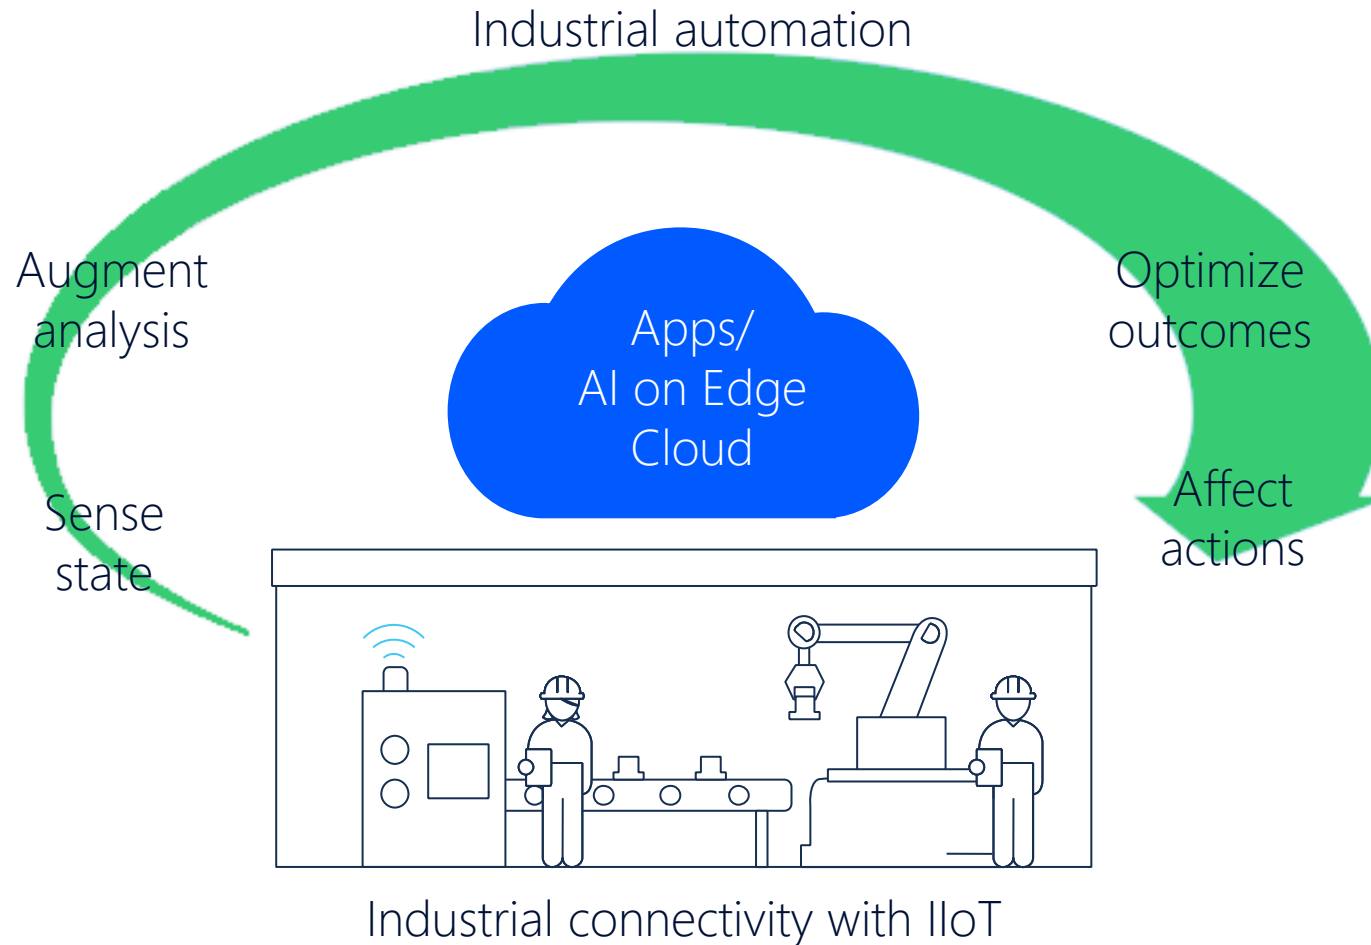 Industrial automation
Augment
analysis
Sense
state
Apps/
AI on Edge
Cloud
Optimize
outcomes
Affect
actions
Industrial connectivity with IIoT